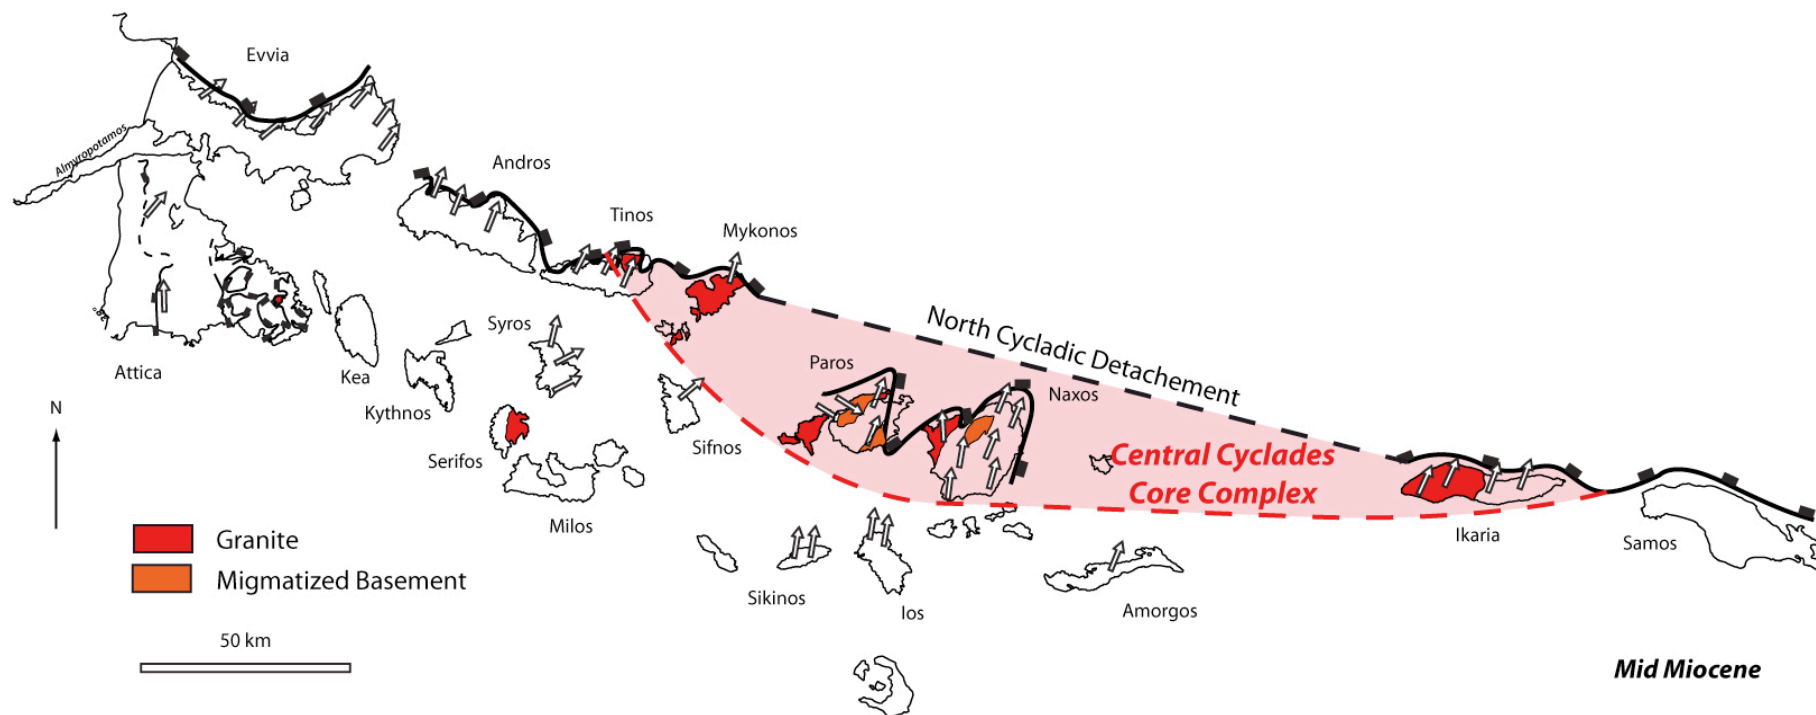 Evvia
Almyropotamos
Andros
Tinos
Mykonos
North Cycladic Detachement
Syros
Attica
Kea
Kythnos
Paros
Naxos
N
Serifos
Sifnos
Central Cyclades
Core Complex
Milos
Ikaria
Samos
Granite
Migmatized Basement
Sikinos
Ios
Amorgos
50 km
Mid Miocene